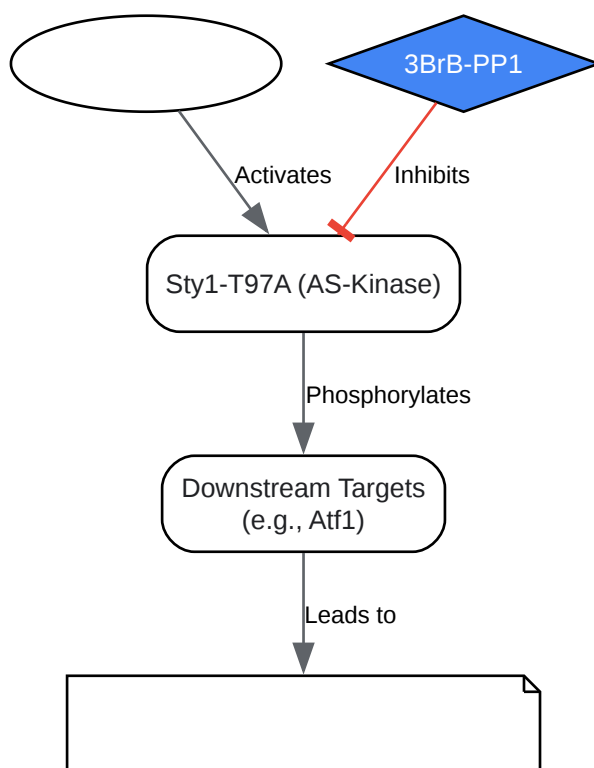 3BrB-PP1
Activates
Inhibits
Sty1-T97A (AS-Kinase)
Phosphorylates
Downstream Targets
(e.g., Atf1)
Leads to